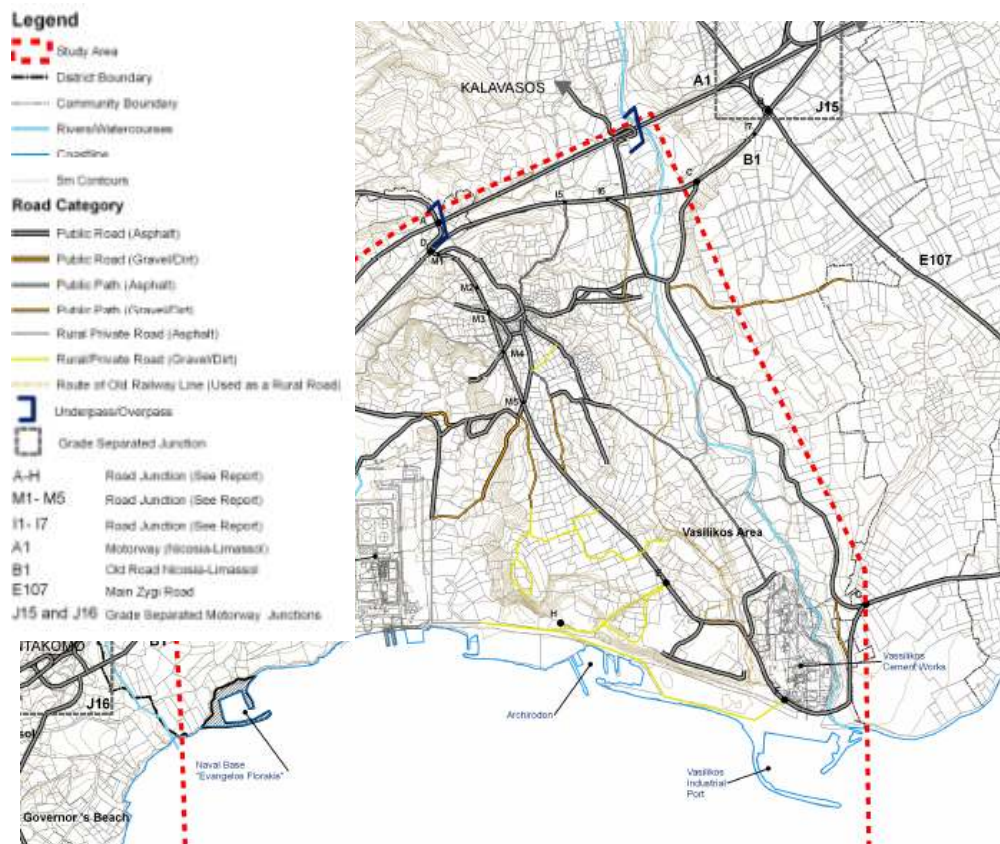 Legend
Study Area
District Boundary
Community Boundary
Rivers/Watercourses
Coastline
5m Contours
Road Category
Public Road (Asphalt)
Public Road (Gravel/Dirt)
Public Path (Asphalt)
Public Path (Gravel/Dirt)
Rural Private Road (Asphalt)
Rural/Private Road (Gravel/Dirt)
Route of Old Railway Line (Used as a Rural Road)
Underpass/Overpass
Grade Separated Junction
A-H Road Junction (See Report)
M1- M5 Road Junction (See Report)
I1- I7 Road Junction (See Report)
A1 Motorway (Nicosia-Limassol)
B1 Old Road Nicosia-Limassol
E107 Main Zygi Road
J15 and J16 Grade Separated Motorway Junctions
A1
KALAVASOS
J15
I7
B1
C
I5
I6
A
D
M1
E107
M2
M3
M4
M5
Vasilikos Area
H
Vassilikos
Cement Works
Archirodon
J16
Naval Base
"Evangelos Florakis"
Vasilikos
Industrial
Port
Governor 's Beach